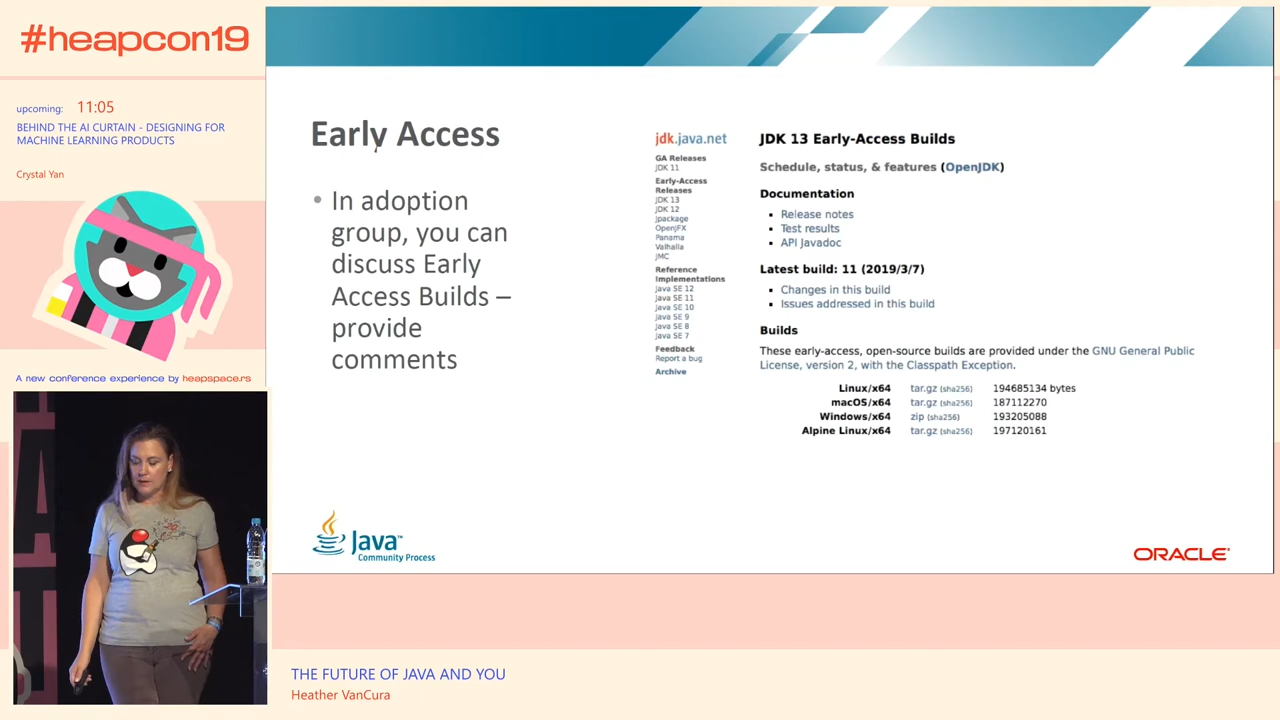 #heapcon19
upcoming: 11:05
BEHIND THE AI CURTAIN - DESIGNING FOR
MACHINE LEARNING PRODUCTS
Crystal Yan
A new conference experience by heapspace.rs
Early Access
• In adoption
group, you can
discuss Early
Access Builds –
provide
comments
jdk.java.net
GA Releases
JDK 11
Early-Access
Releases
JDK 13
JDK 12
Jpackage
OpenJFX
Panama
Valhalla
JMC
Reference
Implementations
Java SE 12
Java SE 11
Java SE 10
Java SE 9
Java SE 8
Java SE 7
Feedback
Report a bug
Archive
JDK 13 Early-Access Builds
Schedule, status, & features (OpenJDK)
Documentation
Release notes
Test results
API Javadoc
Latest build: 11 (2019/3/7)
Changes in this build
Issues addressed in this build
Builds
These early-access, open-source builds are provided under the GNU General Public
License, version 2, with the Classpath Exception.
Linux/x64 tar.gz (sha256) 194685134 bytes
macOS/x64 tar.gz (sha256) 187112270
Windows/x64 zip (sha256) 193205088
Alpine Linux/x64 tar.gz (sha256) 197120161
Java™
Community Process
ORACLE®
THE FUTURE OF JAVA AND YOU
Heather VanCura